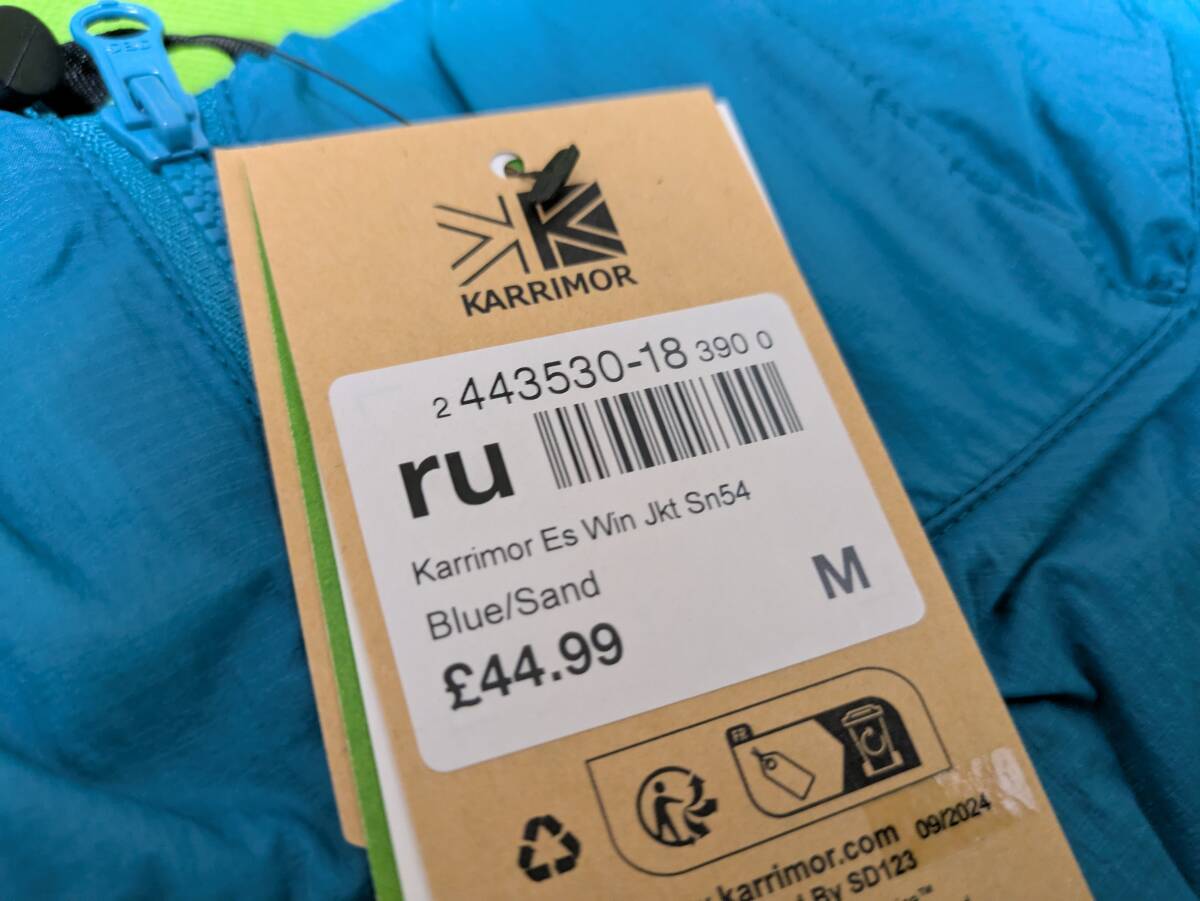 KARRIMOR
2 443530-18 390 0
ru
Karrimor Es Win Jkt Sn54
Blue/Sand
M
£44.99
FR
karrimor.com 09/2024
By SD123